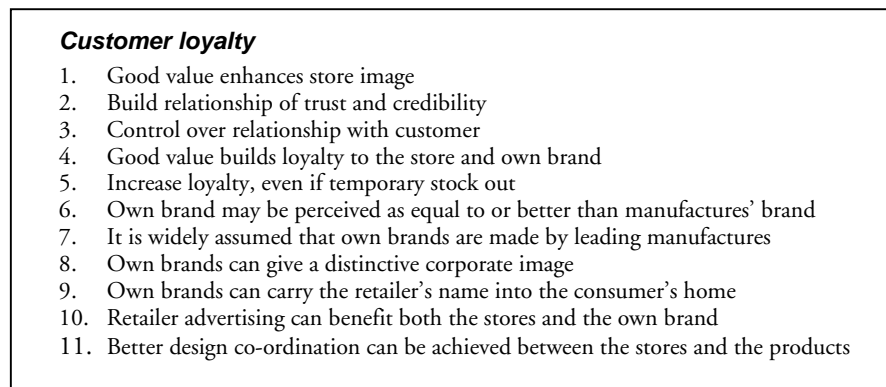 Customer loyalty
1. Good value enhances store image
2. Build relationship of trust and credibility
3. Control over relationship with customer
4. Good value builds loyalty to the store and own brand
5. Increase loyalty, even if temporary stock out
6. Own brand may be perceived as equal to or better than manufactures’ brand
7. It is widely assumed that own brands are made by leading manufactures
8. Own brands can give a distinctive corporate image
9. Own brands can carry the retailer’s name into the consumer’s home
10. Retailer advertising can benefit both the stores and the own brand
11. Better design co-ordination can be achieved between the stores and the products